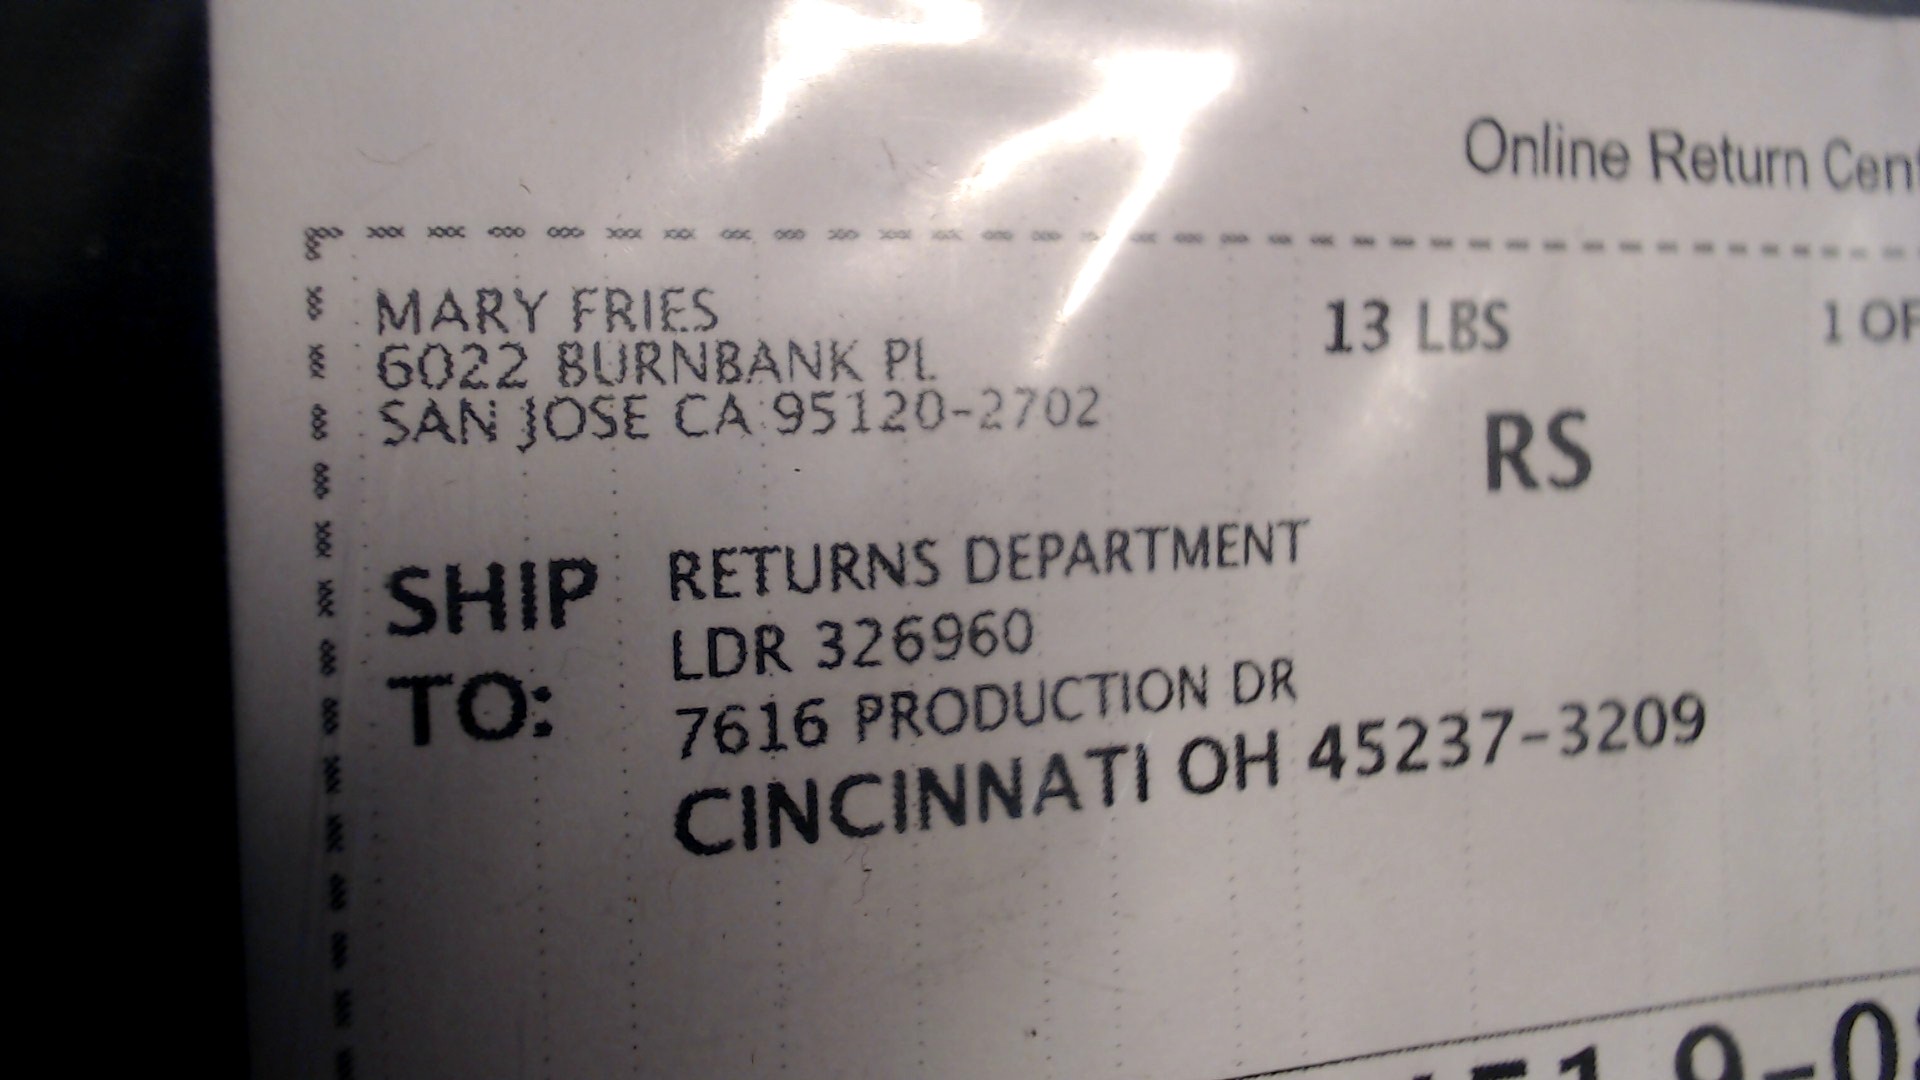 Online Return
MARY FRIES
6022 BURNBANK PL
SAN JOSE CA 95120-2702
13 LBS
1 OF
RS
SHIP TO:
RETURNS DEPARTMENT
LDR 326960
7616 PRODUCTION DR
CINCINNATI OH 45237-3209